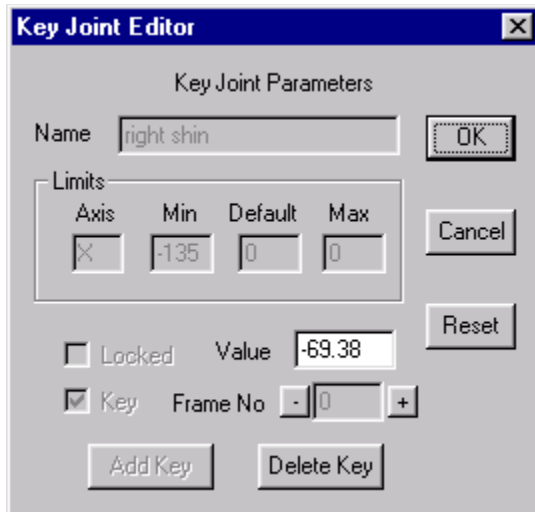 Key Joint Editor
Key Joint Parameters
Name right shin OK
Limits
Axis Min Default Max
X -135 0 0
Cancel
Reset
Locked Value -69.38
Key Frame No - 0 +
Add Key Delete Key